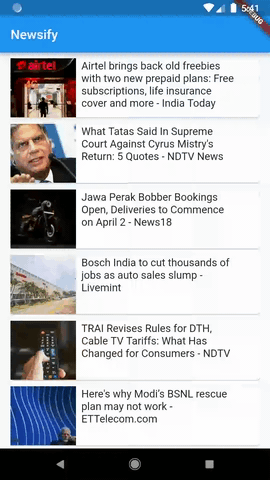 5:41
Newsify
Airtel brings back old freebies
with two new prepaid plans: Free
subscriptions, life insurance
cover and more - India Today
airtel
What Tatas Said In Supreme
Court Against Cyrus Mistry's
Return: 5 Quotes - NDTV News
Jawa Perak Bobber Bookings
Open, Deliveries to Commence
on April 2 - News18
Bosch India to cut thousands of
jobs as auto sales slump -
Livemint
TRAI Revises Rules for DTH,
Cable TV Tariffs: What Has
Changed for Consumers - NDTV
Here's why Modi's BSNL rescue
plan may not work -
ETTelecom.com